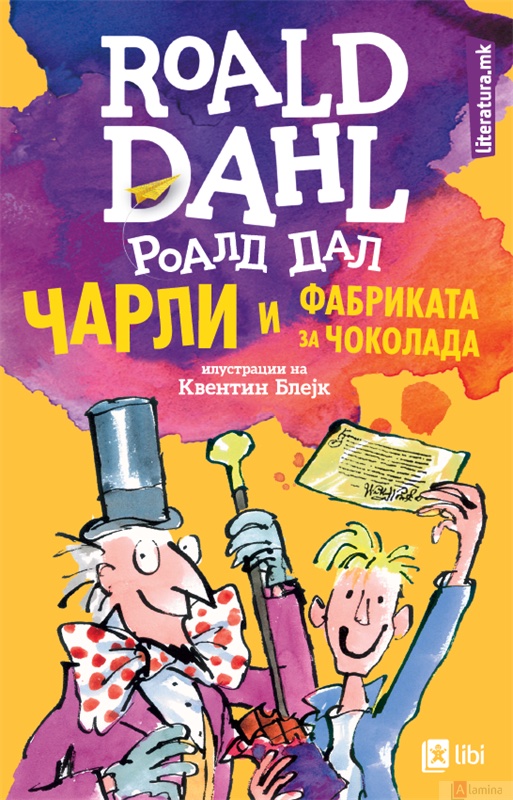 ROALD
DAHL
literatura.mk
РОАЛД ДАЛ
ЧАРЛИ И ФАБРИКАТА
ЗА ЧОКОЛАДА
илустрации на
Квентин Блејк
libi
Alamina